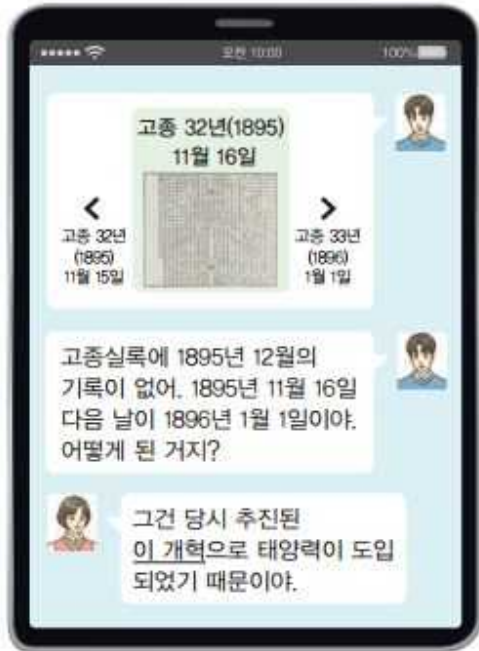 오전 10:00
100%
고종 32년(1895)
11월 16일
고종 32년
(1895)
11월 15일
고종 33년
(1896)
1월 1일
고종실록에 1895년 12월의
기록이 없어. 1895년 11월 16일
다음 날이 1896년 1월 1일이야.
어떻게 된 거지?
그건 당시 추진된
이 개혁으로 태양력이 도입
되었기 때문이야.